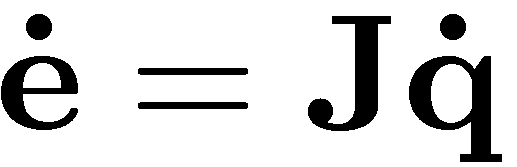 ė = Jq̇